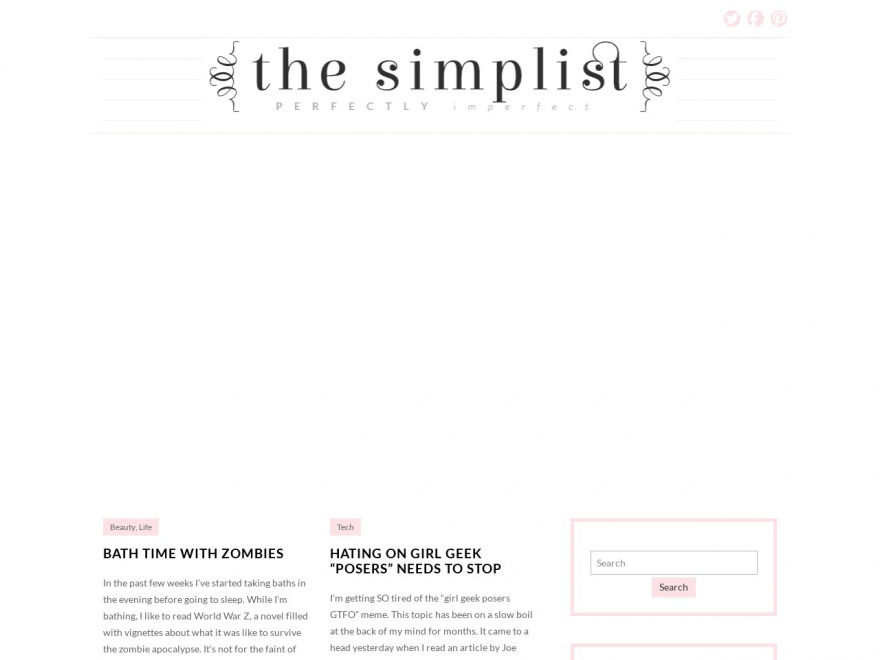 the simplist
PERFECTLY imperfect
Beauty, Life
BATH TIME WITH ZOMBIES
In the past few weeks I've started taking baths in
the evening before going to sleep. While I'm
bathing, I like to read World War Z, a novel filled
with vignettes about what it was like to survive
the zombie apocalypse. It's not for the faint of
Tech
HATING ON GIRL GEEK
“POSERS” NEEDS TO STOP
I'm getting SO tired of the "girl geek posers
GTFO" meme. This topic has been on a slow boil
at the back of my mind for months. It came to a
head yesterday when I read an article by Joe
Search
Search